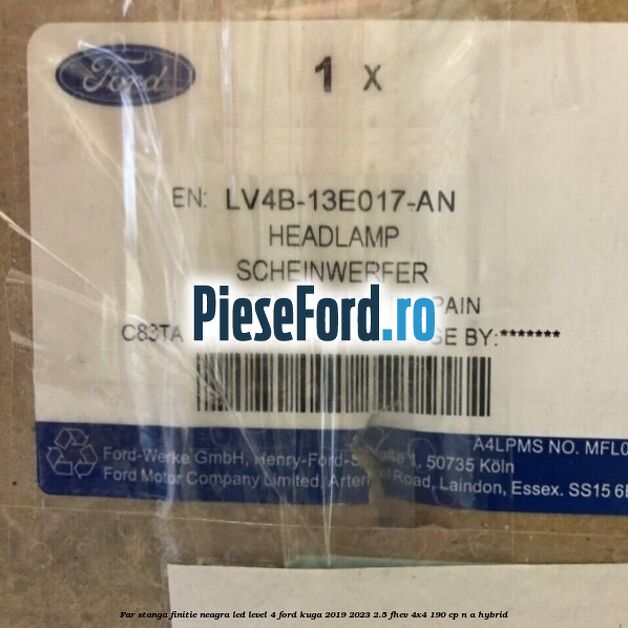 Ford
1 X
EN: LV4B-13E017-AN
HEADLAMP
SCHEINWERFER
PAIN
C83TA SE BY:*******
PieseFord.ro
A4LPMS NO. MFL0
Ford-Werke GmbH, Henry-Ford- 1, 50735 Köln
Ford Motor Company Limited, Road, Laindon, Essex. SS15 6
Far stanga finitie neagra led level 4 ford kuga 2019 2023 2.5 fhev 4x4 190 cp n a hybrid